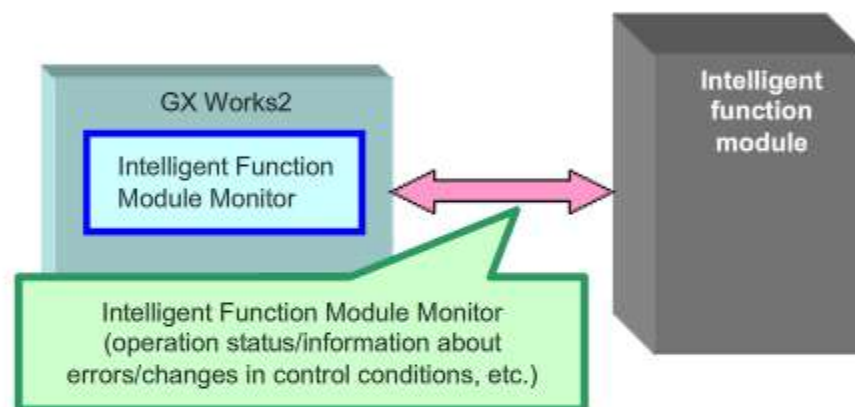 GX Works2
Intelligent Function
Module Monitor
Intelligent
function
module
Intelligent Function Module Monitor
(operation status/information about
errors/changes in control conditions, etc.)